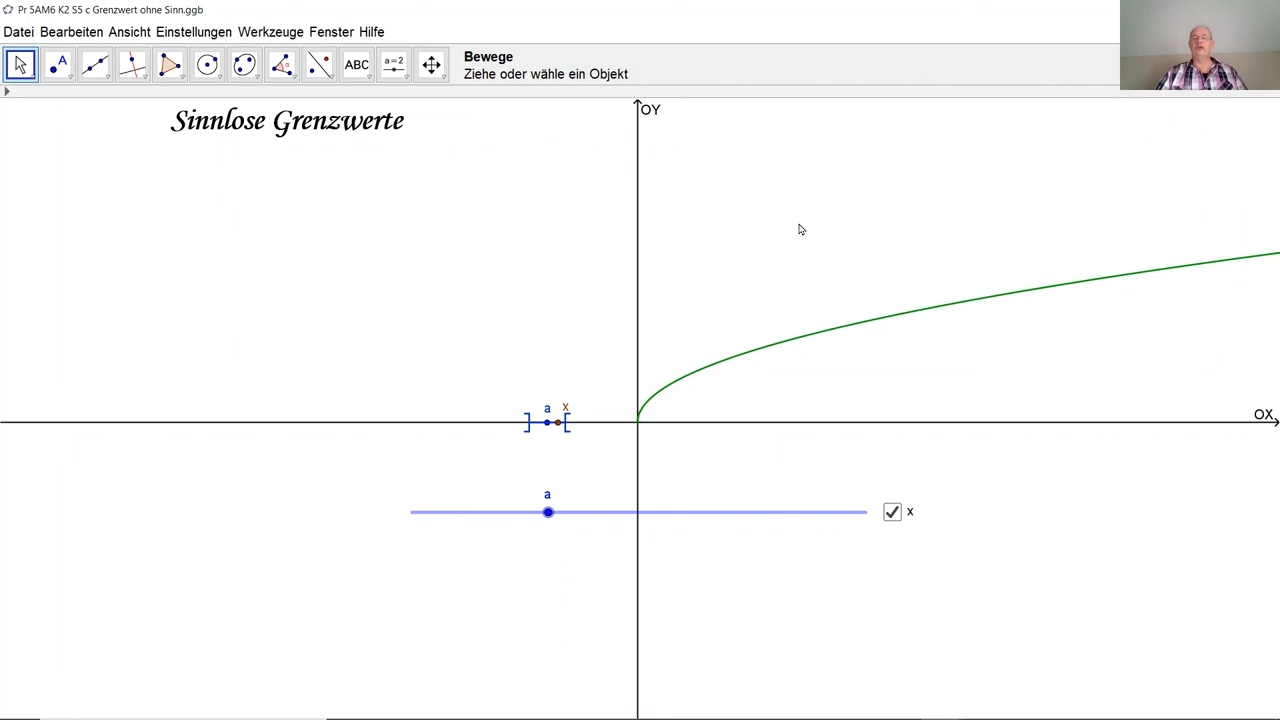 Pr 5AM6 K2 S5 c Grenzwert ohne Sinn.ggb
Datei Bearbeiten Ansicht Einstellungen Werkzeuge Fenster Hilfe
A ABC a=2
Bewege
Ziehe oder wähle ein Objekt
Sinnlose Grenzwerte
OY
a x
OX
a
x